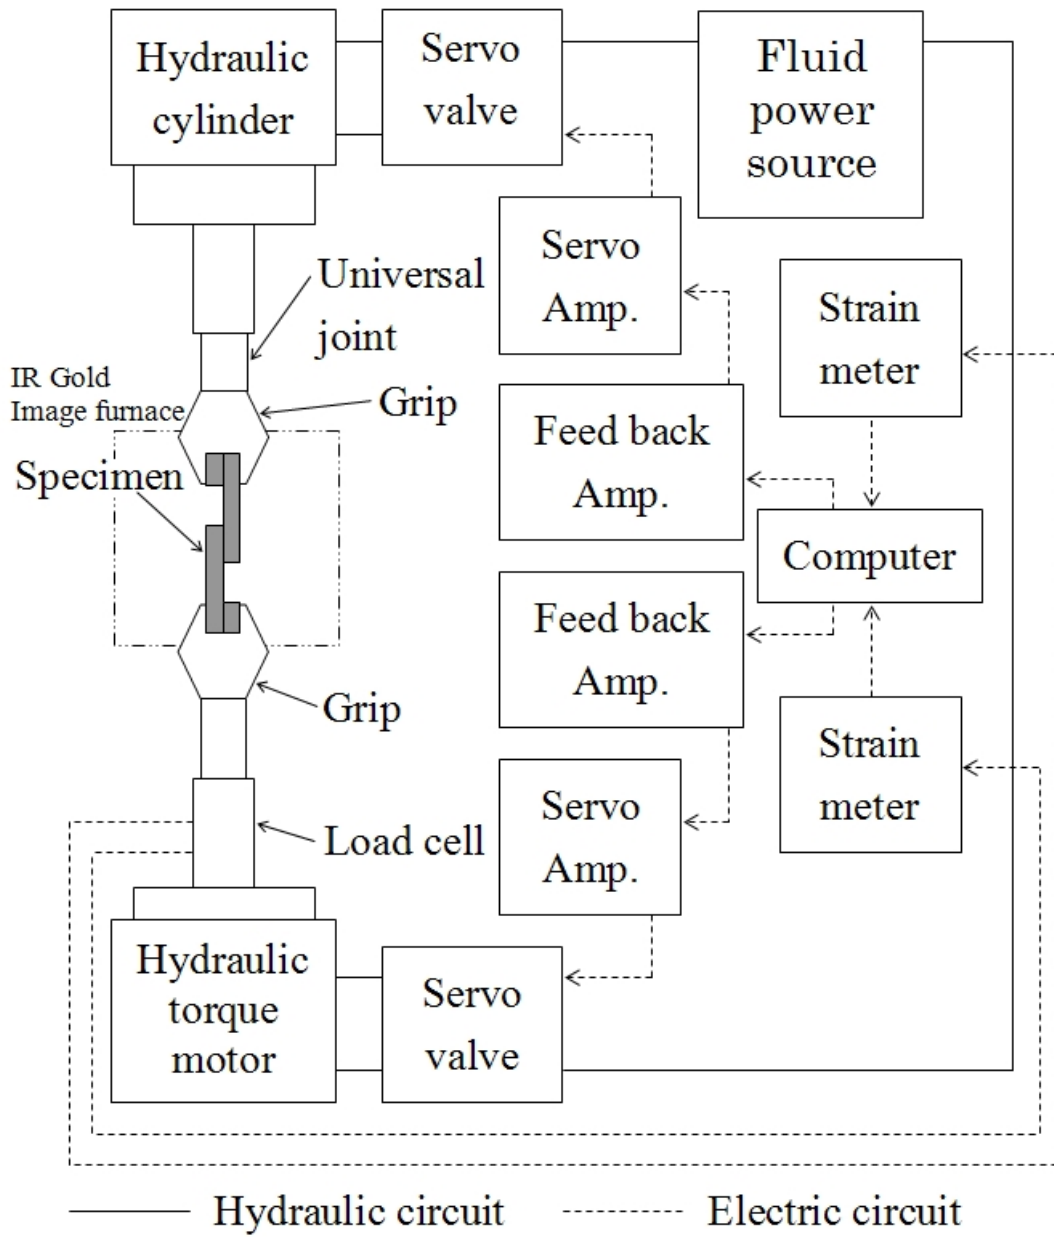 Hydraulic
cylinder
Servo
valve
Fluid
power
source
Servo
Amp.
Universal
joint
Strain
meter
IR Gold
Image furnace
Grip
Feed back
Amp.
Specimen
Computer
Feed back
Amp.
Grip
Strain
meter
Servo
Amp.
Load cell
Hydraulic
torque
motor
Servo
valve
Hydraulic circuit
Electric circuit